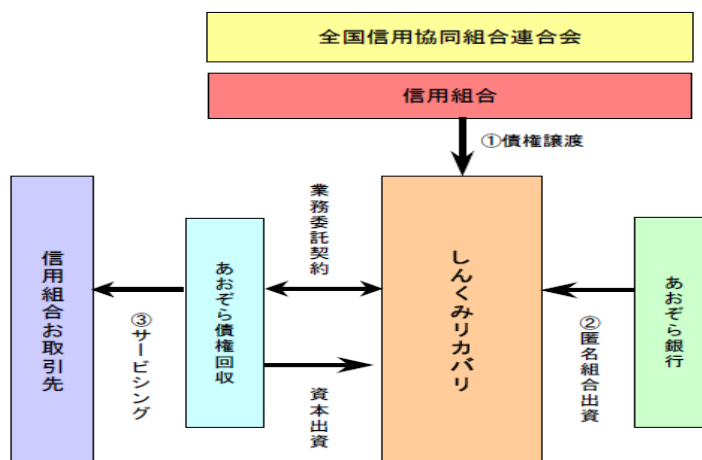 全国信用協同組合連合会
信用組合
①債権譲渡
信用組合お取引先
③サービシング
あおぞら債権回収
業務委託契約
資本出資
しんくみリカバリ
②匿名組合出資
あおぞら銀行